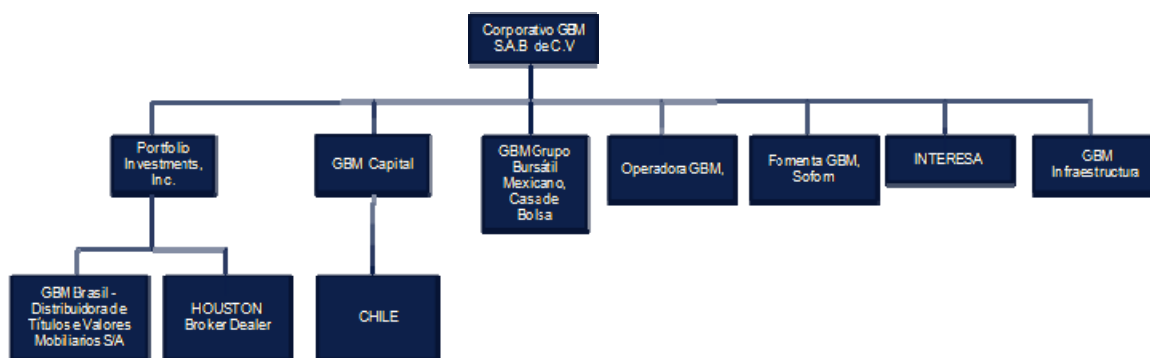 Corporativo GBM
S.A.B de C.V
Portfolio
Investments,
Inc.
GBM Capital
GBM Grupo
Bursátil
Mexicano,
Casa de
Bolsa
Operadora GBM,
Fomenta GBM,
Sofom
INTERESA
GBM
Infraestructura
GBM Brasil -
Distribuidora de
Títulos e Valores
Mobiliarios S/A
HOUSTON
Broker Dealer
CHILE